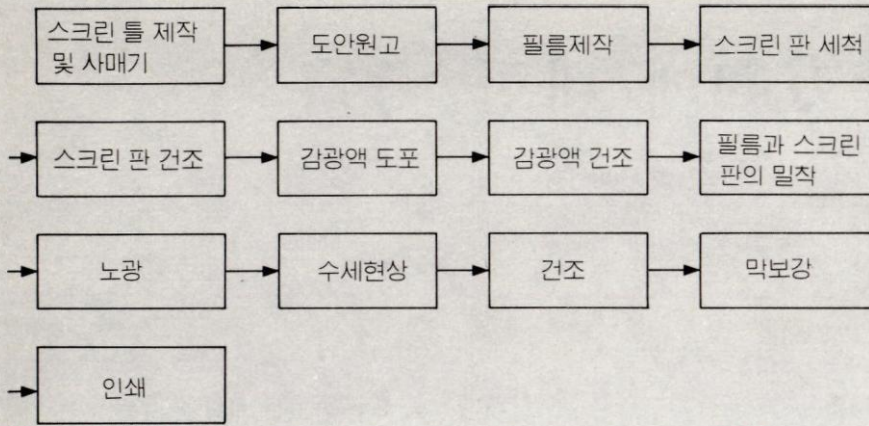 스크린 틀 제작
및 사매기
도안원고
필름제작
스크린 판 세척
스크린 판 건조
감광액 도포
감광액 건조
필름과 스크린
판의 밀착
노광
수세현상
건조
막보강
인쇄